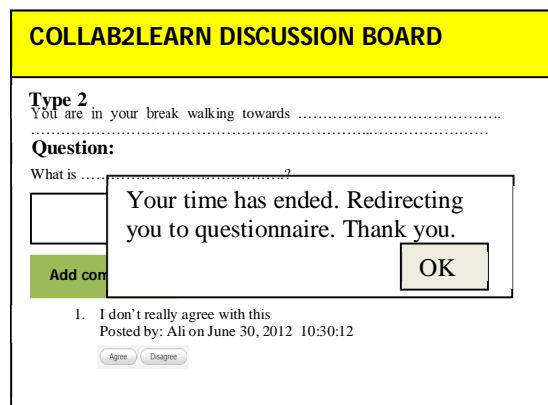 COLLAB2LEARN DISCUSSION BOARD
Type 2
You are in your break walking towards ……………………………………
…………………………………………………………..……………………
Question:
What is …………………………………?
Your time has ended. Redirecting
you to questionnaire. Thank you.
OK
Add com
1. I don’t really agree with this
Posted by: Ali on June 30, 2012 10:30:12
Agree Disagree